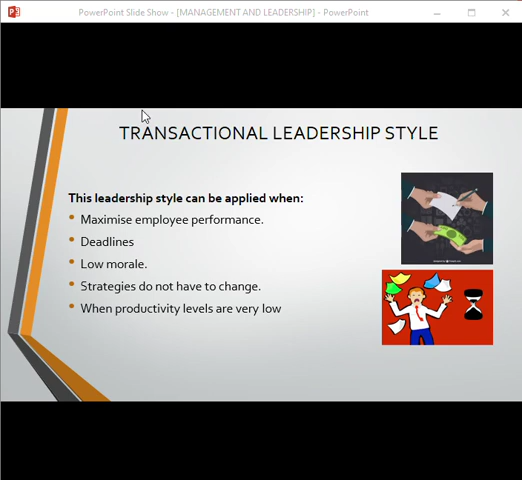 PowerPoint Slide Show - [MANAGEMENT AND LEADERSHIP] - PowerPoint
TRANSACTIONAL LEADERSHIP STYLE
This leadership style can be applied when:
• Maximise employee performance.
• Deadlines
• Low morale.
• Strategies do not have to change.
• When productivity levels are very low